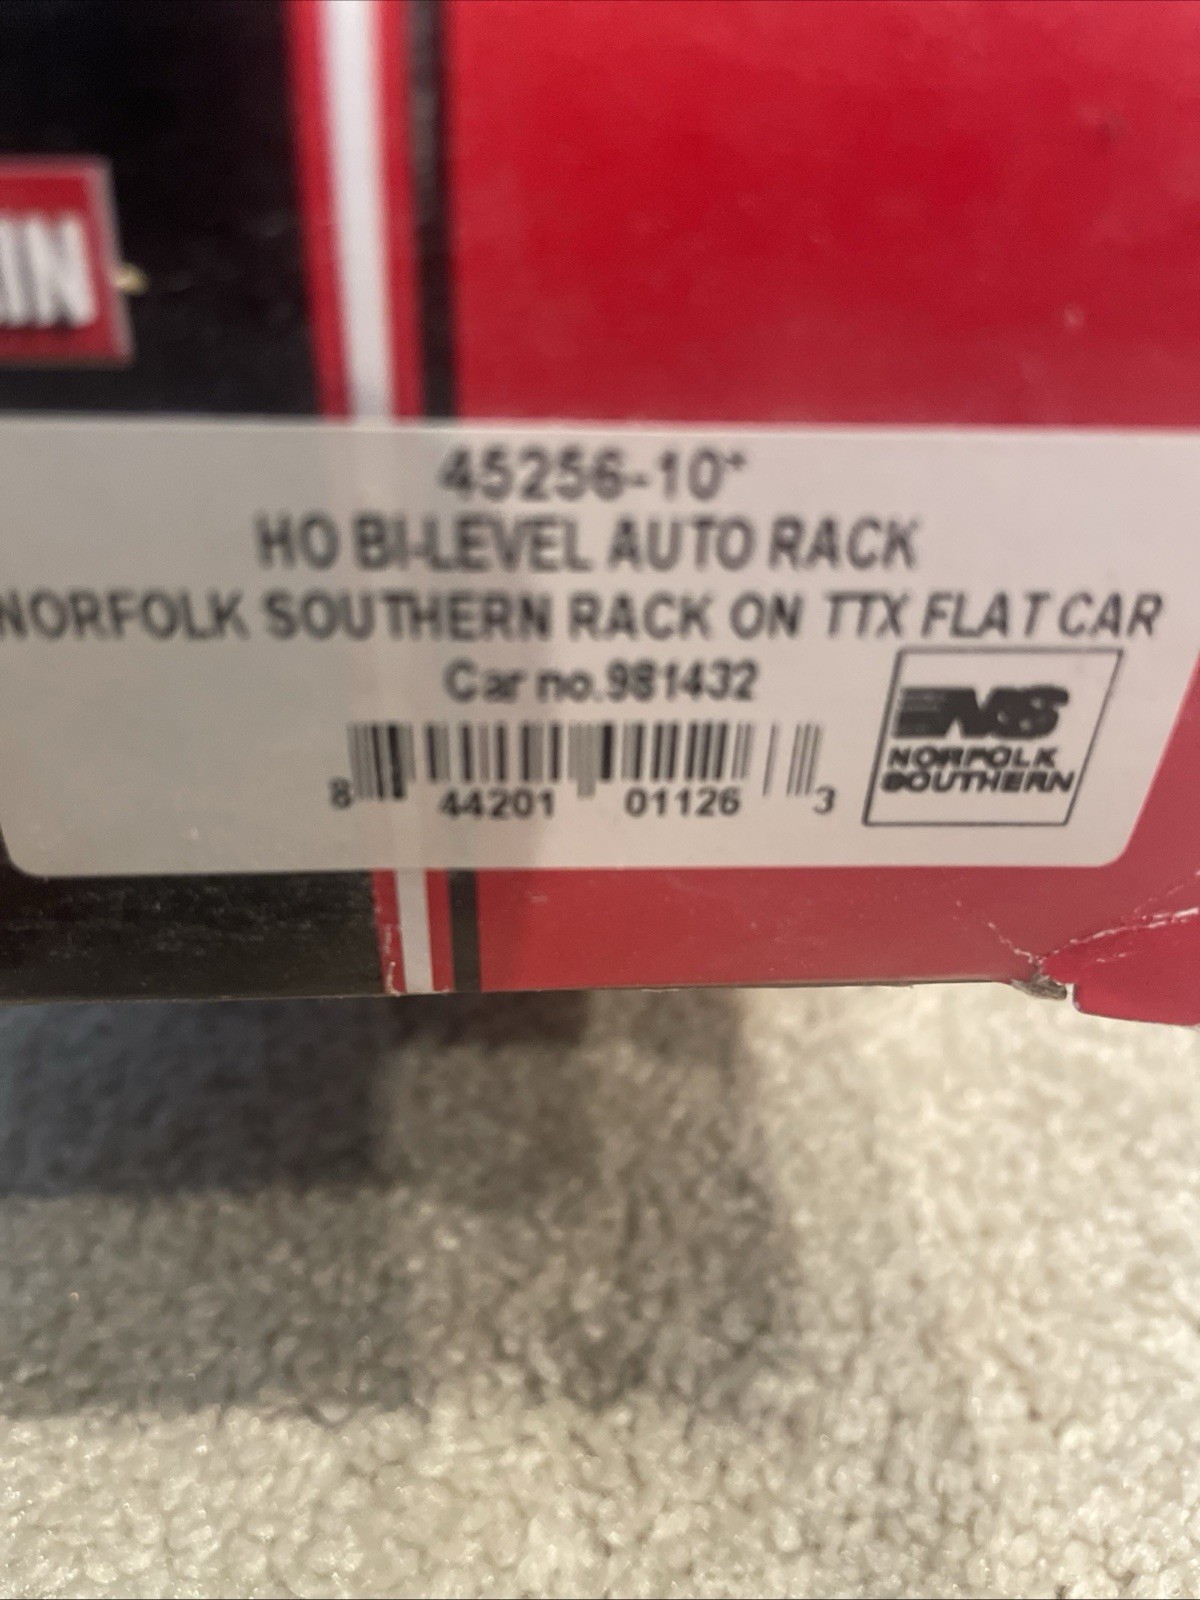 IN
45256-10*
HO BI-LEVEL AUTO RACK
NORFOLK SOUTHERN RACK ON TTX FLAT CAR
Car no.981432
8 44201 01126 3
NS
NORFOLK
SOUTHERN